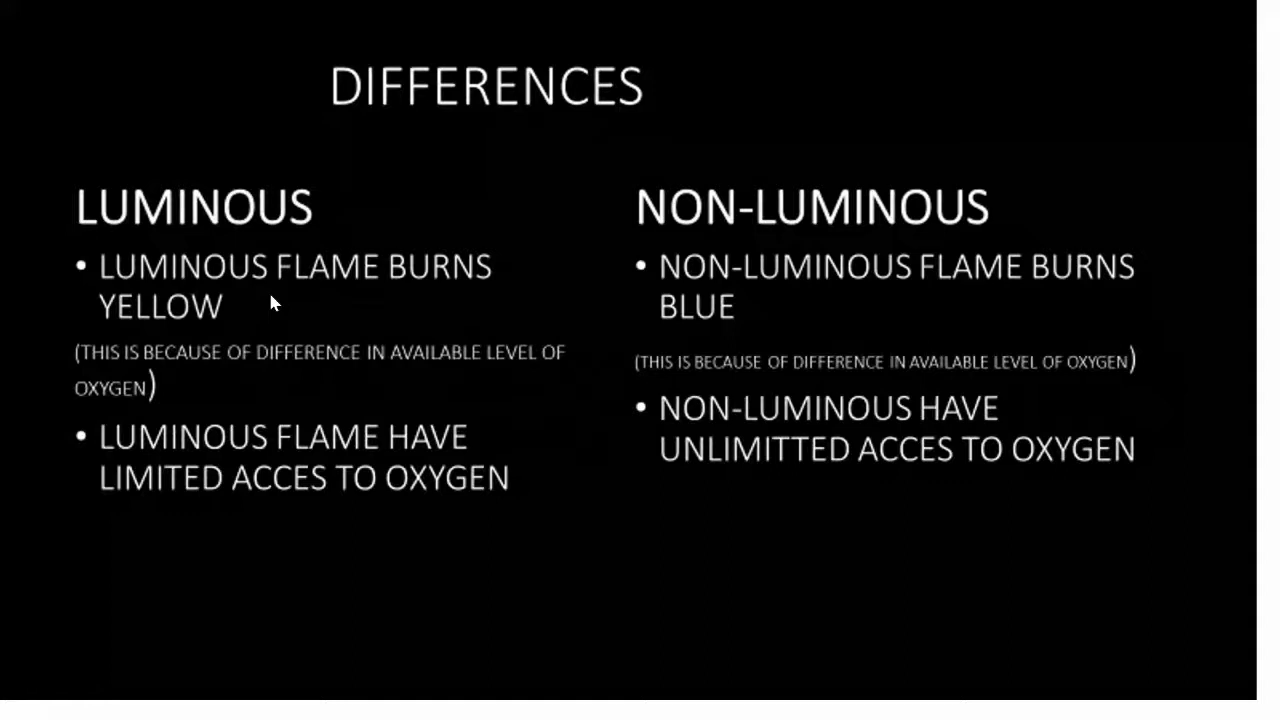 DIFFERENCES
LUMINOUS
• LUMINOUS FLAME BURNS
YELLOW
(THIS IS BECAUSE OF DIFFERENCE IN AVAILABLE LEVEL OF
OXYGEN)
• LUMINOUS FLAME HAVE
LIMITED ACCES TO OXYGEN
NON-LUMINOUS
• NON-LUMINOUS FLAME BURNS
BLUE
(THIS IS BECAUSE OF DIFFERENCE IN AVAILABLE LEVEL OF OXYGEN)
• NON-LUMINOUS HAVE
UNLIMITTED ACCES TO OXYGEN